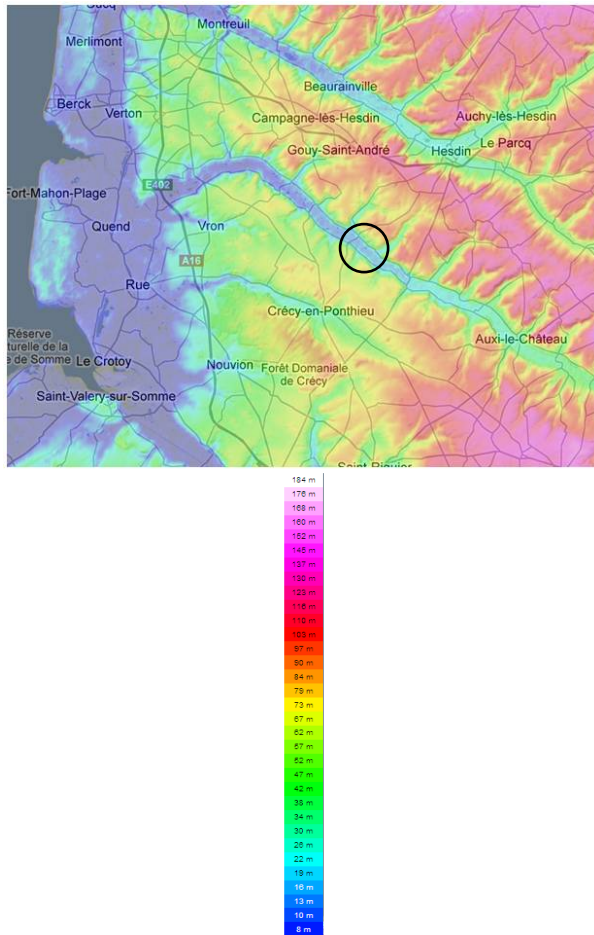 Cucq
Montreuil
Merlimont
Beaurainville
Berck
Verton
Campagne-lès-Hesdin
Auchy-lès-Hesdin
Le Parcq
Gouy-Saint-André
Hesdin
E402
Fort-Mahon-Plage
Quend
Vron
A16
Rue
Crécy-en-Ponthieu
Réserve
turelle de la
e de Somme
Le Crotoy
Auxi-le-Château
Nouvion
Forêt Domaniale
de Crécy
Saint-Valery-sur-Somme
Saint-Riquier
184 m
176 m
168 m
160 m
152 m
145 m
137 m
130 m
123 m
116 m
110 m
103 m
97 m
90 m
84 m
79 m
73 m
67 m
62 m
57 m
52 m
47 m
42 m
38 m
34 m
30 m
26 m
22 m
19 m
16 m
13 m
10 m
8 m